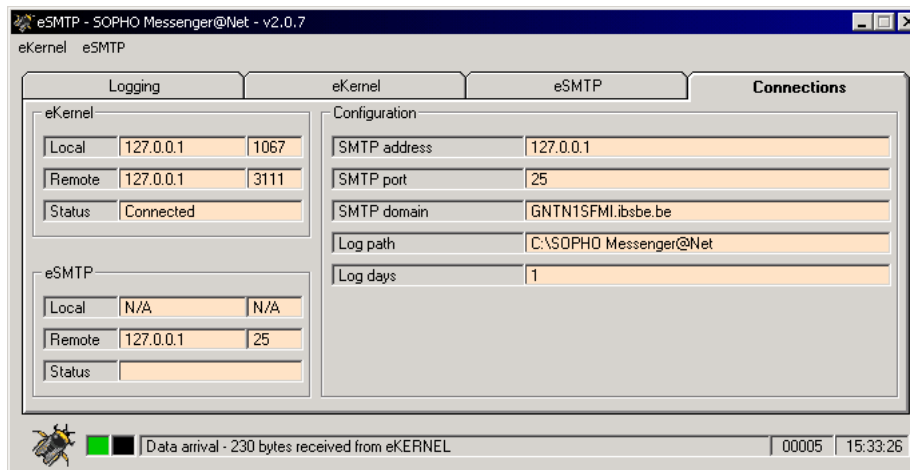 eSMTP - SOPHO Messenger@Net - v2.0.7
eKernel eSMTP
Logging eKernel eSMTP Connections
eKernel
Local 127.0.0.1 1067
Remote 127.0.0.1 3111
Status Connected
eSMTP
Local N/A N/A
Remote 127.0.0.1 25
Status
Configuration
SMTP address 127.0.0.1
SMTP port 25
SMTP domain GNTN1SFMI.ibsbe.be
Log path C:\SOPHO Messenger@Net
Log days 1
Data arrival - 230 bytes received from eKERNEL 00005 15:33:26